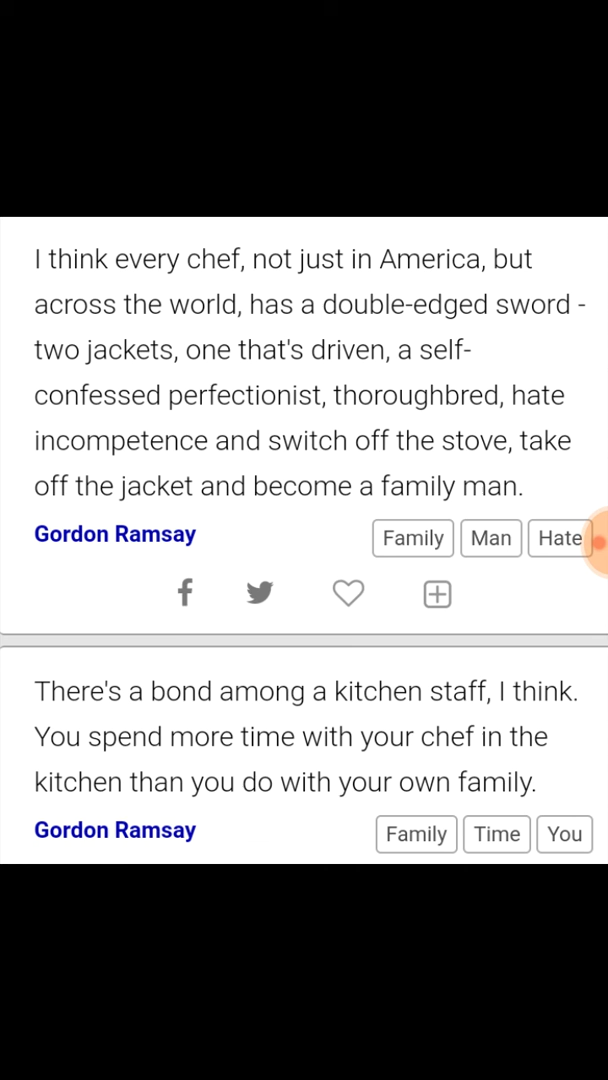 I think every chef, not just in America, but
across the world, has a double-edged sword -
two jackets, one that's driven, a self-
confessed perfectionist, thoroughbred, hate
incompetence and switch off the stove, take
off the jacket and become a family man.
Gordon Ramsay Family Man Hate
There's a bond among a kitchen staff, I think.
You spend more time with your chef in the
kitchen than you do with your own family.
Gordon Ramsay Family Time You